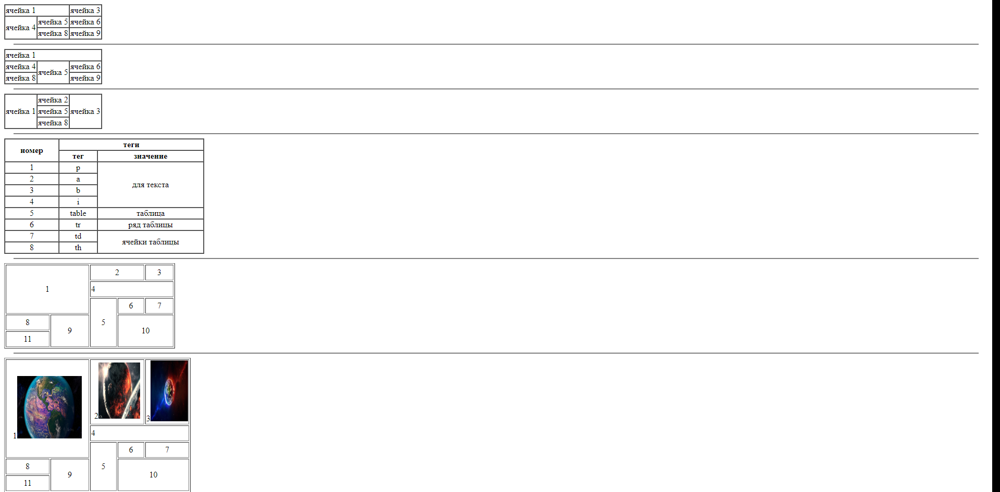 ячейка 1 ячейка 3
ячейка 4 ячейка 5 ячейка 6
ячейка 8 ячейка 9
ячейка 1
ячейка 4 ячейка 5 ячейка 6
ячейка 8 ячейка 9
ячейка 1 ячейка 2 ячейка 3
ячейка 5
ячейка 8
номер теги
тег значение
1 p для текста
2 a
3 b
4 i
5 table таблица
6 tr ряд таблицы
7 td ячейки таблицы
8 th
1 2 3
4
5 6 7
8 9 10
11
1 2 3
4
5 6 7
8 9 10
11